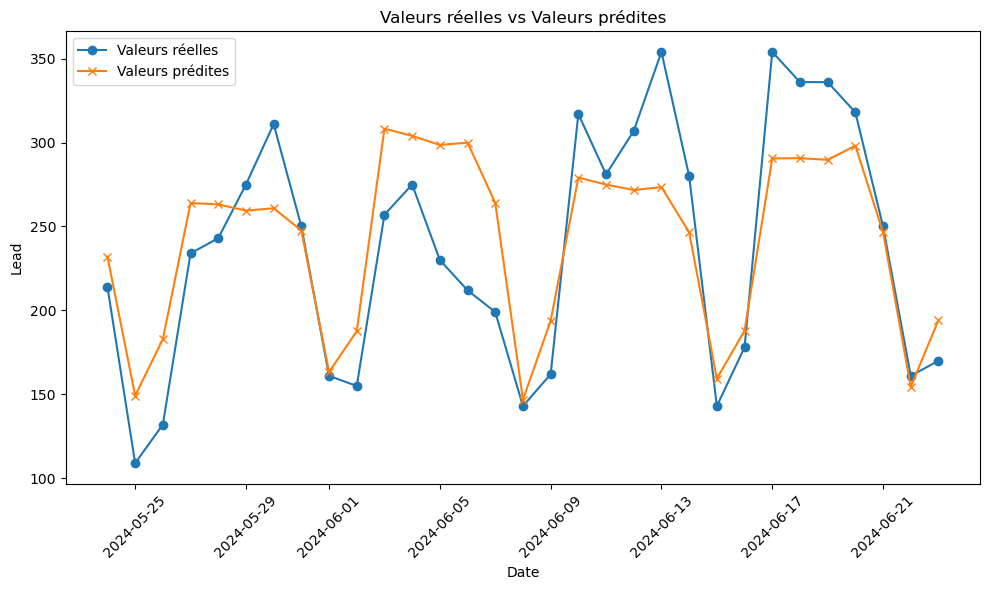 Valeurs réelles vs Valeurs prédites
Valeurs réelles
Valeurs prédites
350
300
250
200
150
100
Lead
2024-05-25
2024-05-29
2024-06-01
2024-06-05
2024-06-09
2024-06-13
2024-06-17
2024-06-21
Date